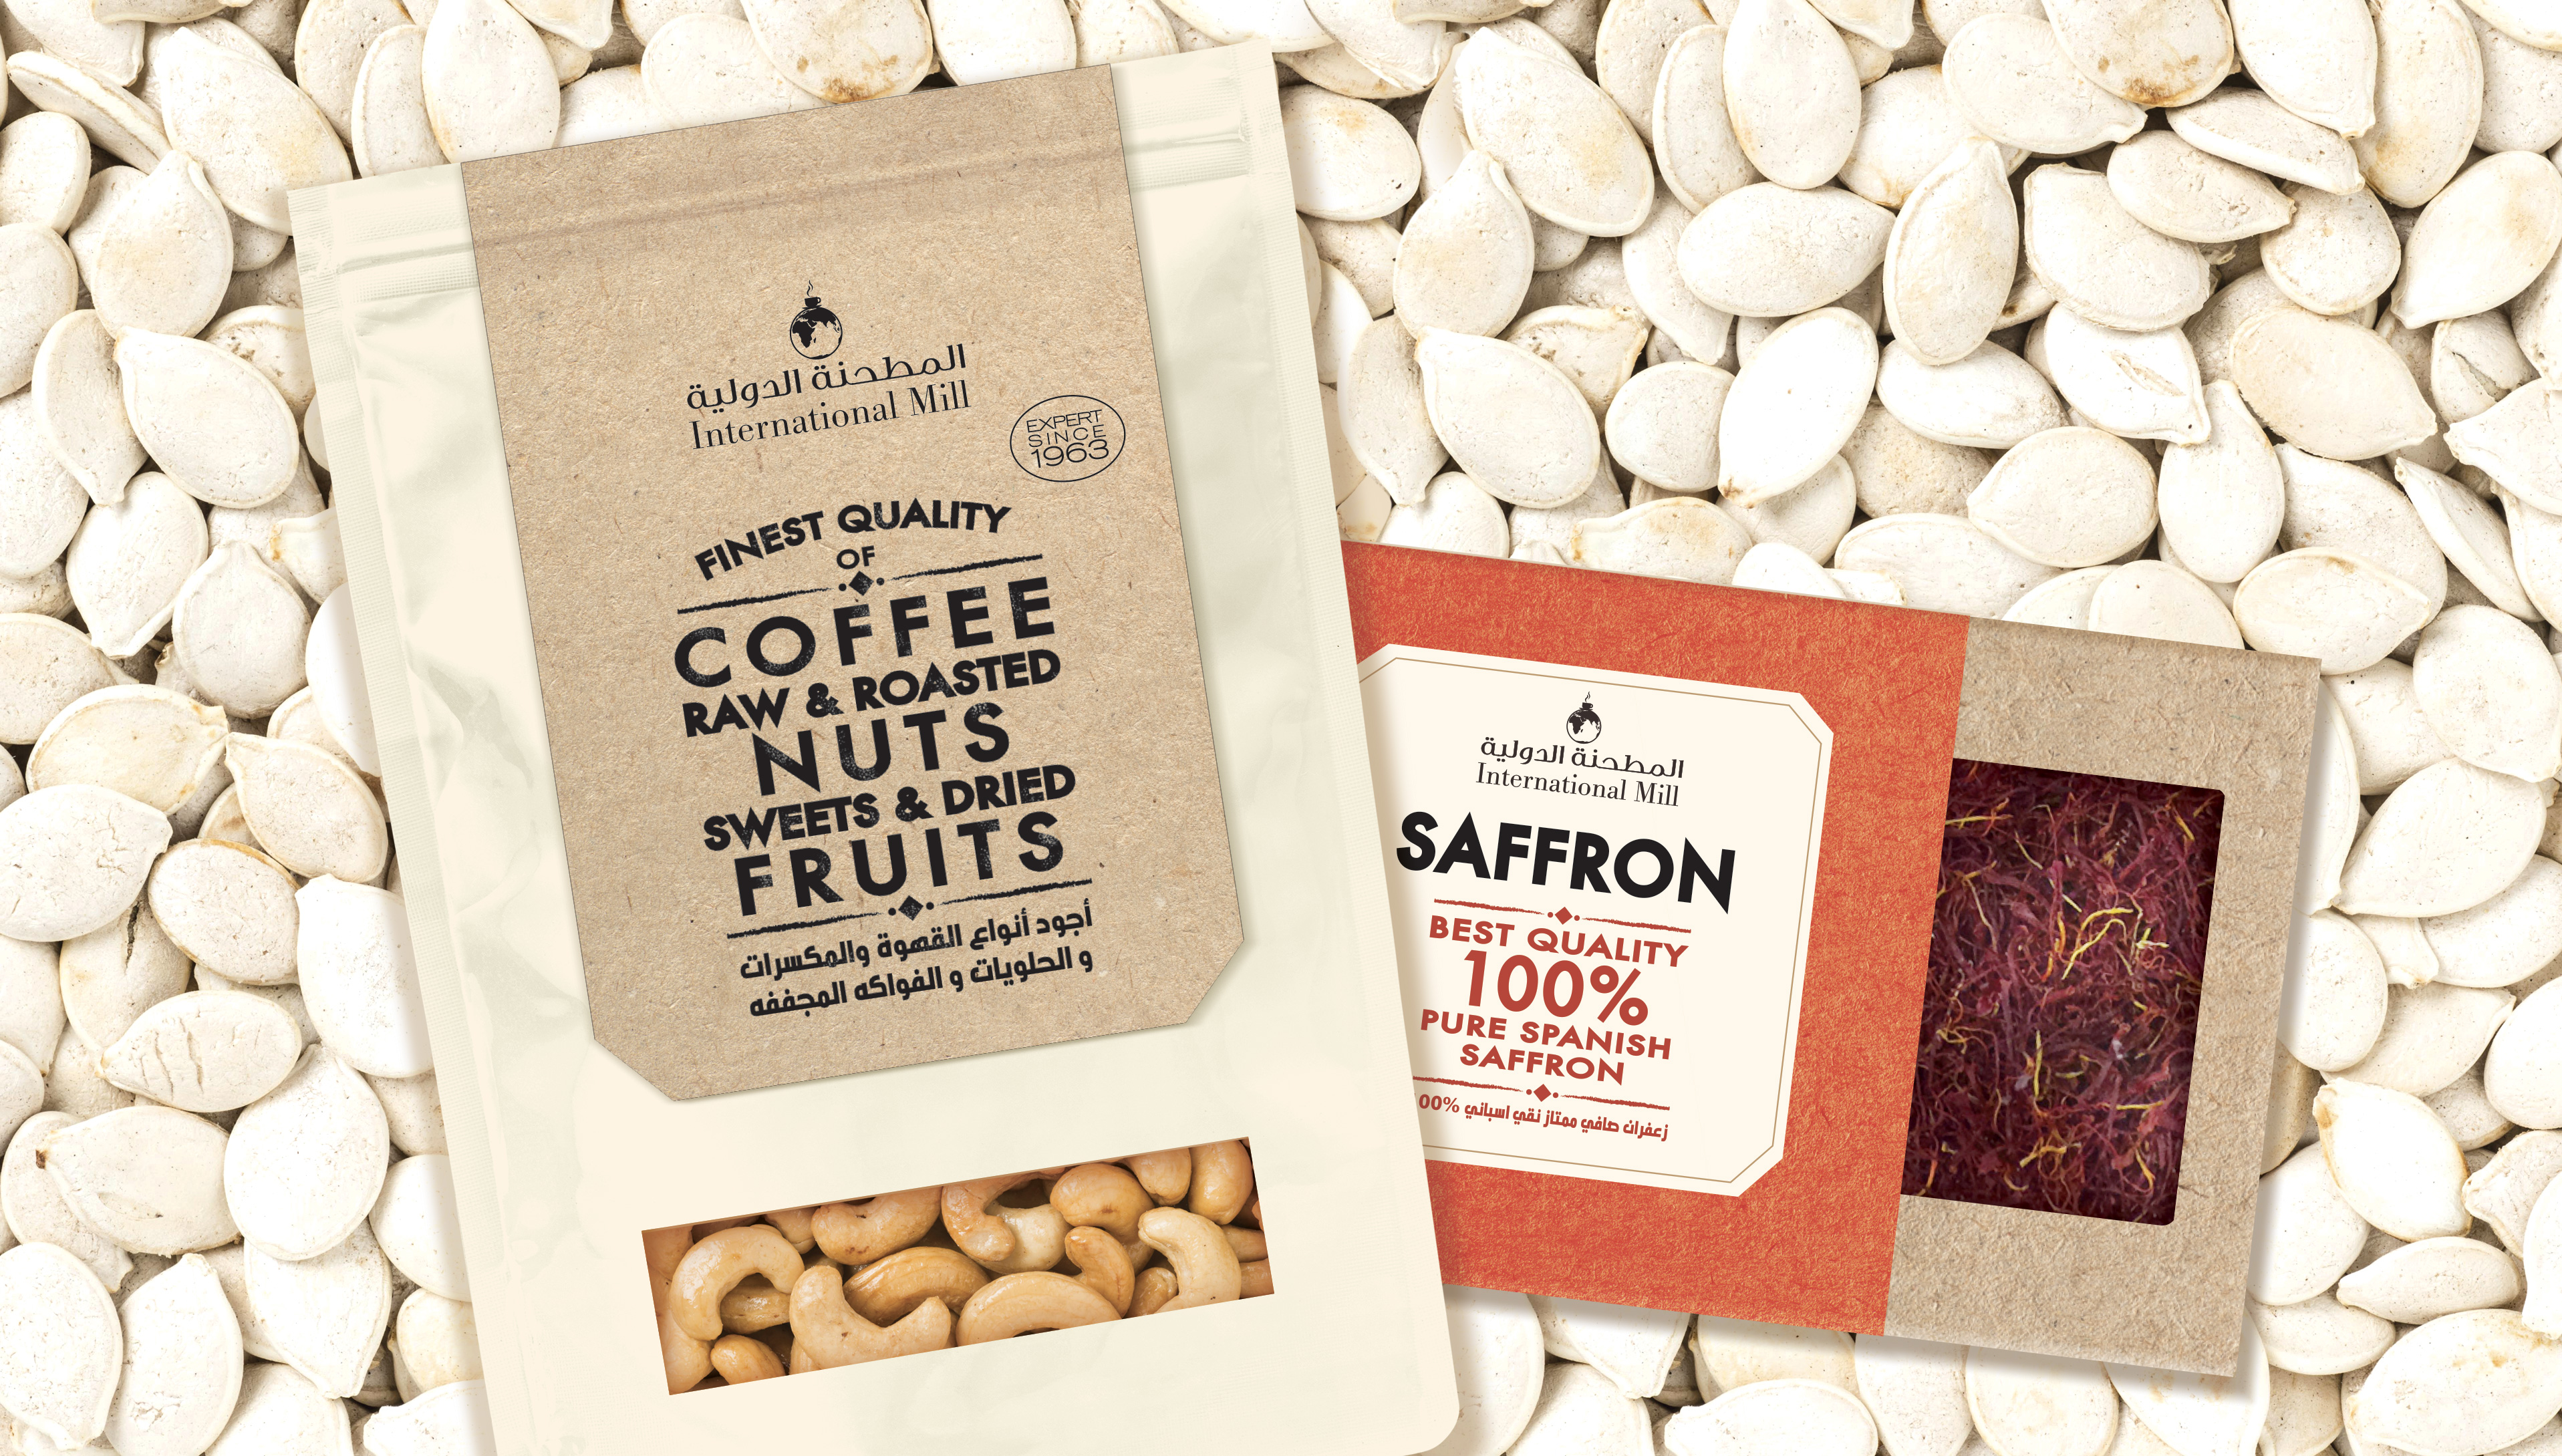 المطحنة الدولية
International Mill
EXPERT
SINCE
1963
FINEST QUALITY
OF
COFFEE
RAW & ROASTED
NUTS
SWEETS & DRIED
FRUITS
أجود أنواع القهوة والمكسرات
و الحلويات و الفواكه المجففه
المطحنة الدولية
International Mill
SAFFRON
BEST QUALITY
100%
PURE SPANISH
SAFFRON
زعفران صافي ممتاز نقي اسباني 00%